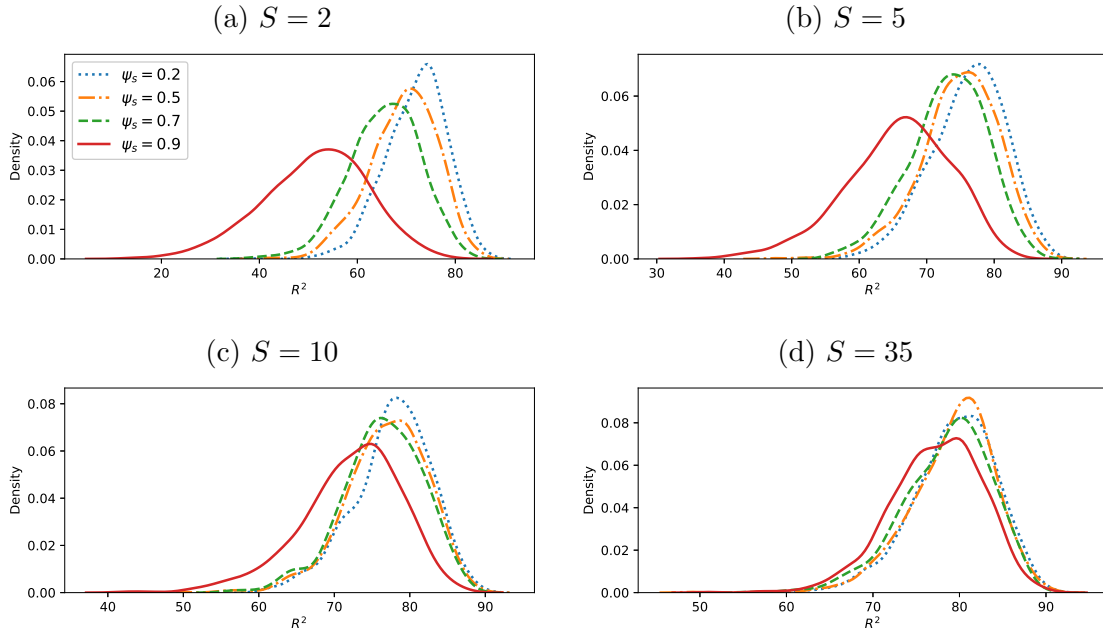 (a) S = 2
0.06
0.05
0.04
0.03
0.02
0.01
0.00
Density
ψs = 0.2
ψs = 0.5
ψs = 0.7
ψs = 0.9
20 40 60 80
R²
(b) S = 5
0.06
0.04
0.02
0.00
Density
30 40 50 60 70 80 90
R²
(c) S = 10
0.08
0.06
0.04
0.02
0.00
Density
40 50 60 70 80 90
R²
(d) S = 35
0.08
0.06
0.04
0.02
0.00
Density
50 60 70 80 90
R²